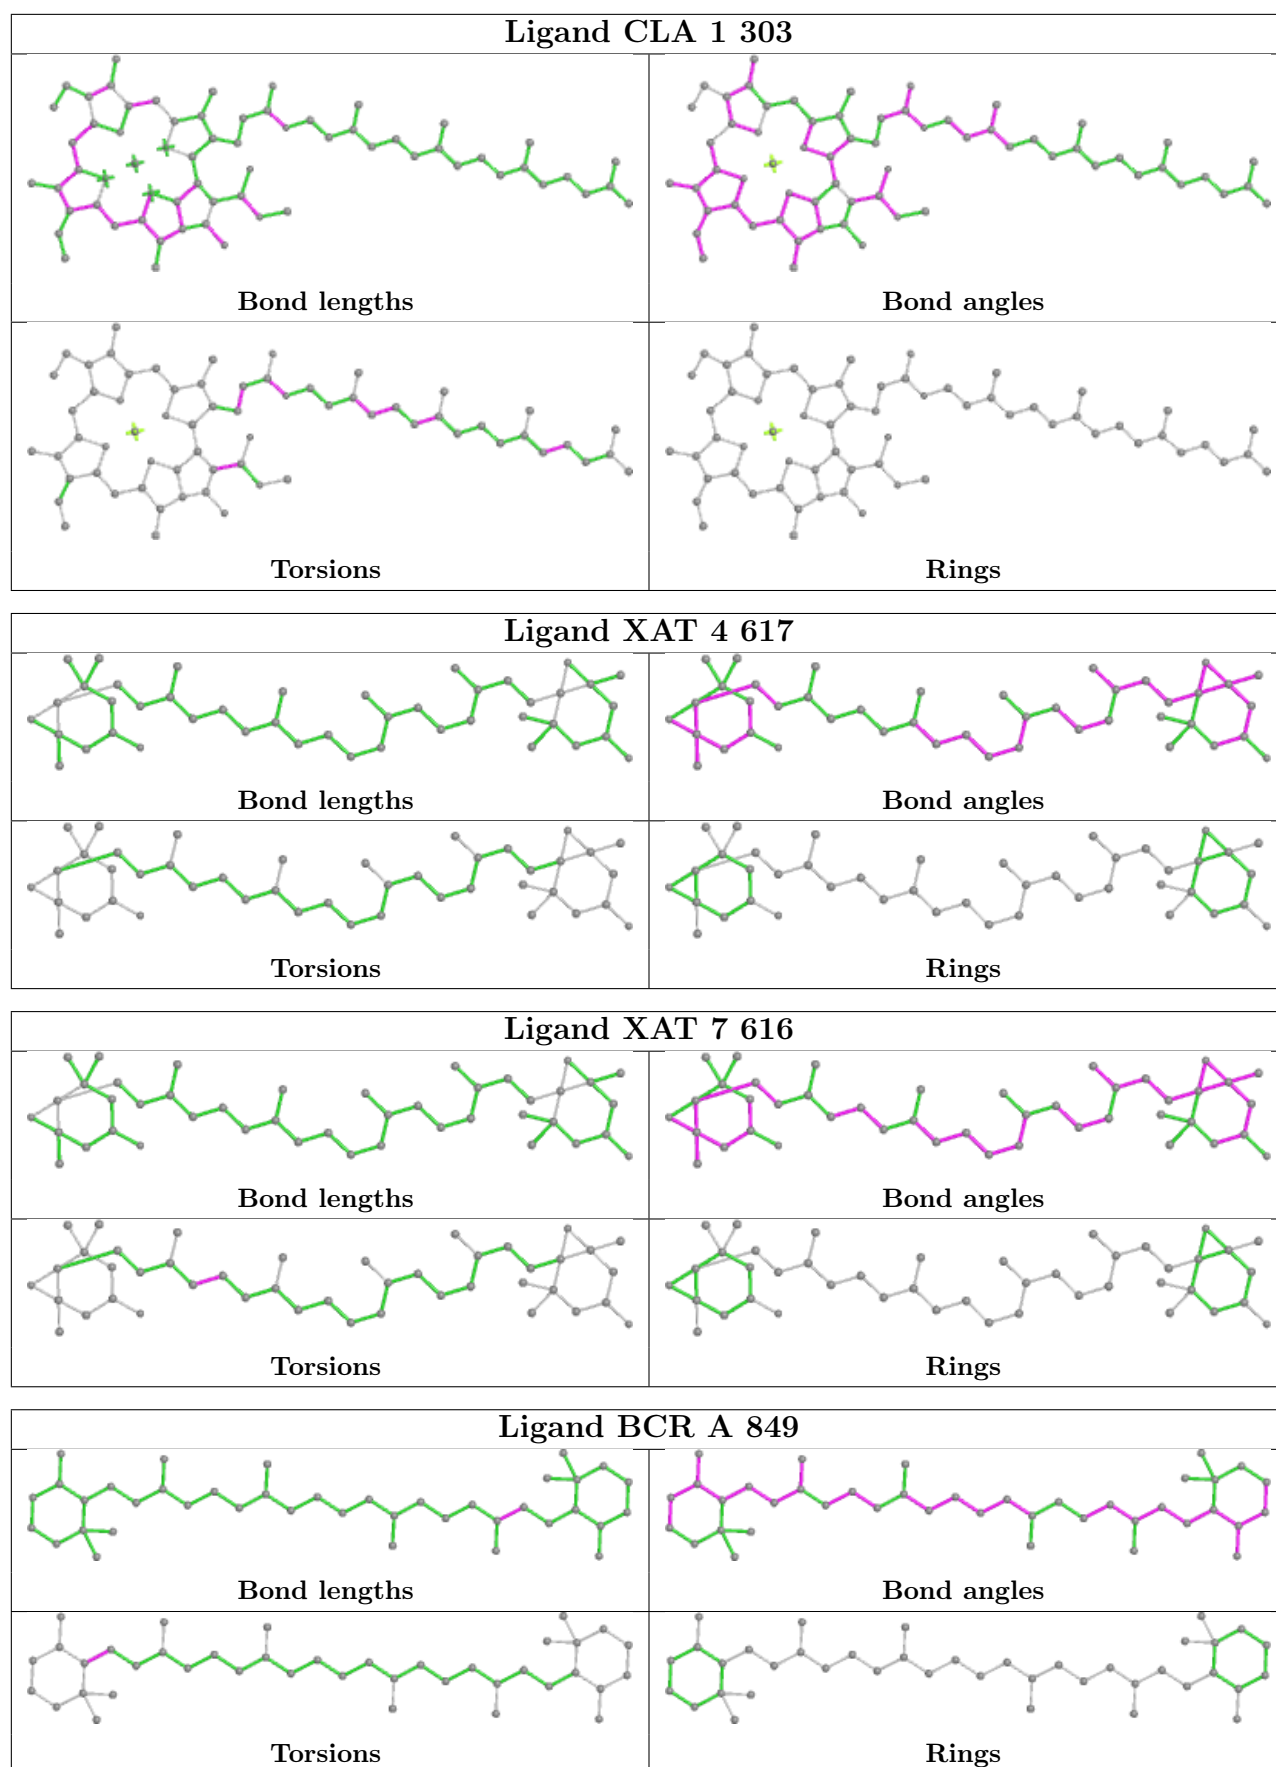 Ligand CLA 1 303
Bond lengths
Bond angles
Torsions
Rings
Ligand XAT 4 617
Bond lengths
Bond angles
Torsions
Rings
Ligand XAT 7 616
Bond lengths
Bond angles
Torsions
Rings
Ligand BCR A 849
Bond lengths
Bond angles
Torsions
Rings